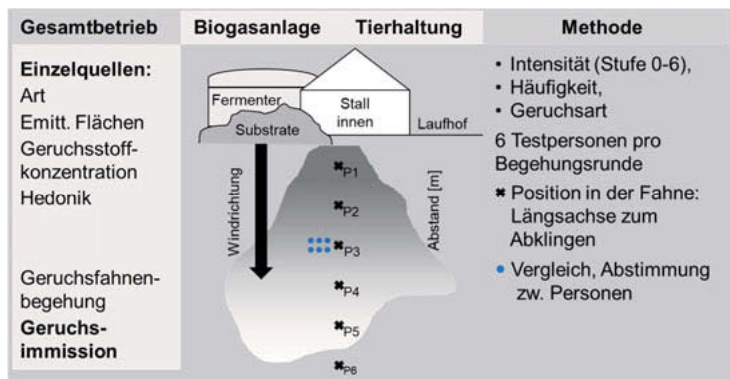 Gesamtbetrieb
Biogasanlage
Tierhaltung
Methode
Einzelquellen:
Art
Emitt. Flächen
Geruchsstoff-
konzentration
Hedonik
Geruchsfahnen-
begehung
Geruchs-
immission
Fermenter
Substrate
Stall
innen
Laufhof
Windrichtung
Abstand [m]
P1
P2
P3
P4
P5
P6
• Intensität (Stufe 0-6),
• Häufigkeit,
• Geruchsart
6 Testpersonen pro
Begehungsrunde
✖ Position in der Fahne:
Längsachse zum
Abklingen
• Vergleich, Abstimmung
zw. Personen